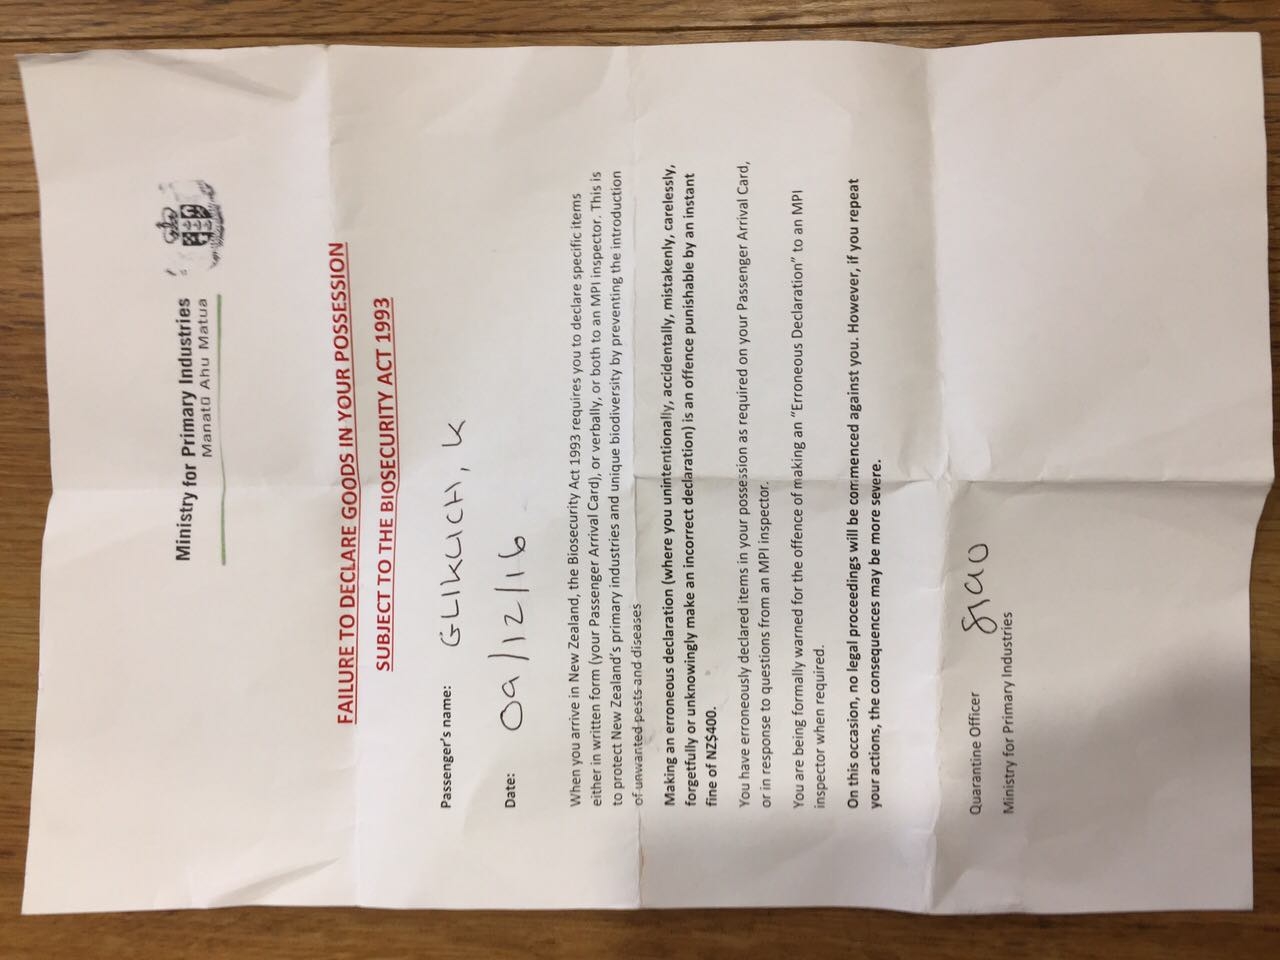 Ministry for Primary Industries
Manatū Ahu Matua
FAILURE TO DECLARE GOODS IN YOUR POSSESSION
SUBJECT TO THE BIOSECURITY ACT 1993
Passenger's name: GLIKLICH, K
Date: 09/12/16
When you arrive in New Zealand, the Biosecurity Act 1993 requires you to declare specific items
either in written form (your Passenger Arrival Card), or verbally, or both to an MPI inspector. This is
to protect New Zealand's primary industries and unique biodiversity by preventing the introduction
of unwanted pests and diseases
Making an erroneous declaration (where you unintentionally, accidentally, mistakenly, carelessly,
forgetfully or unknowingly make an incorrect declaration) is an offence punishable by an instant
fine of NZ$400.
You have erroneously declared items in your possession as required on your Passenger Arrival Card,
or in response to questions from an MPI inspector.
You are being formally warned for the offence of making an "Erroneous Declaration" to an MPI
inspector when required.
On this occasion, no legal proceedings will be commenced against you. However, if you repeat
your actions, the consequences may be more severe.
Quarantine Officer
Ministry for Primary Industries